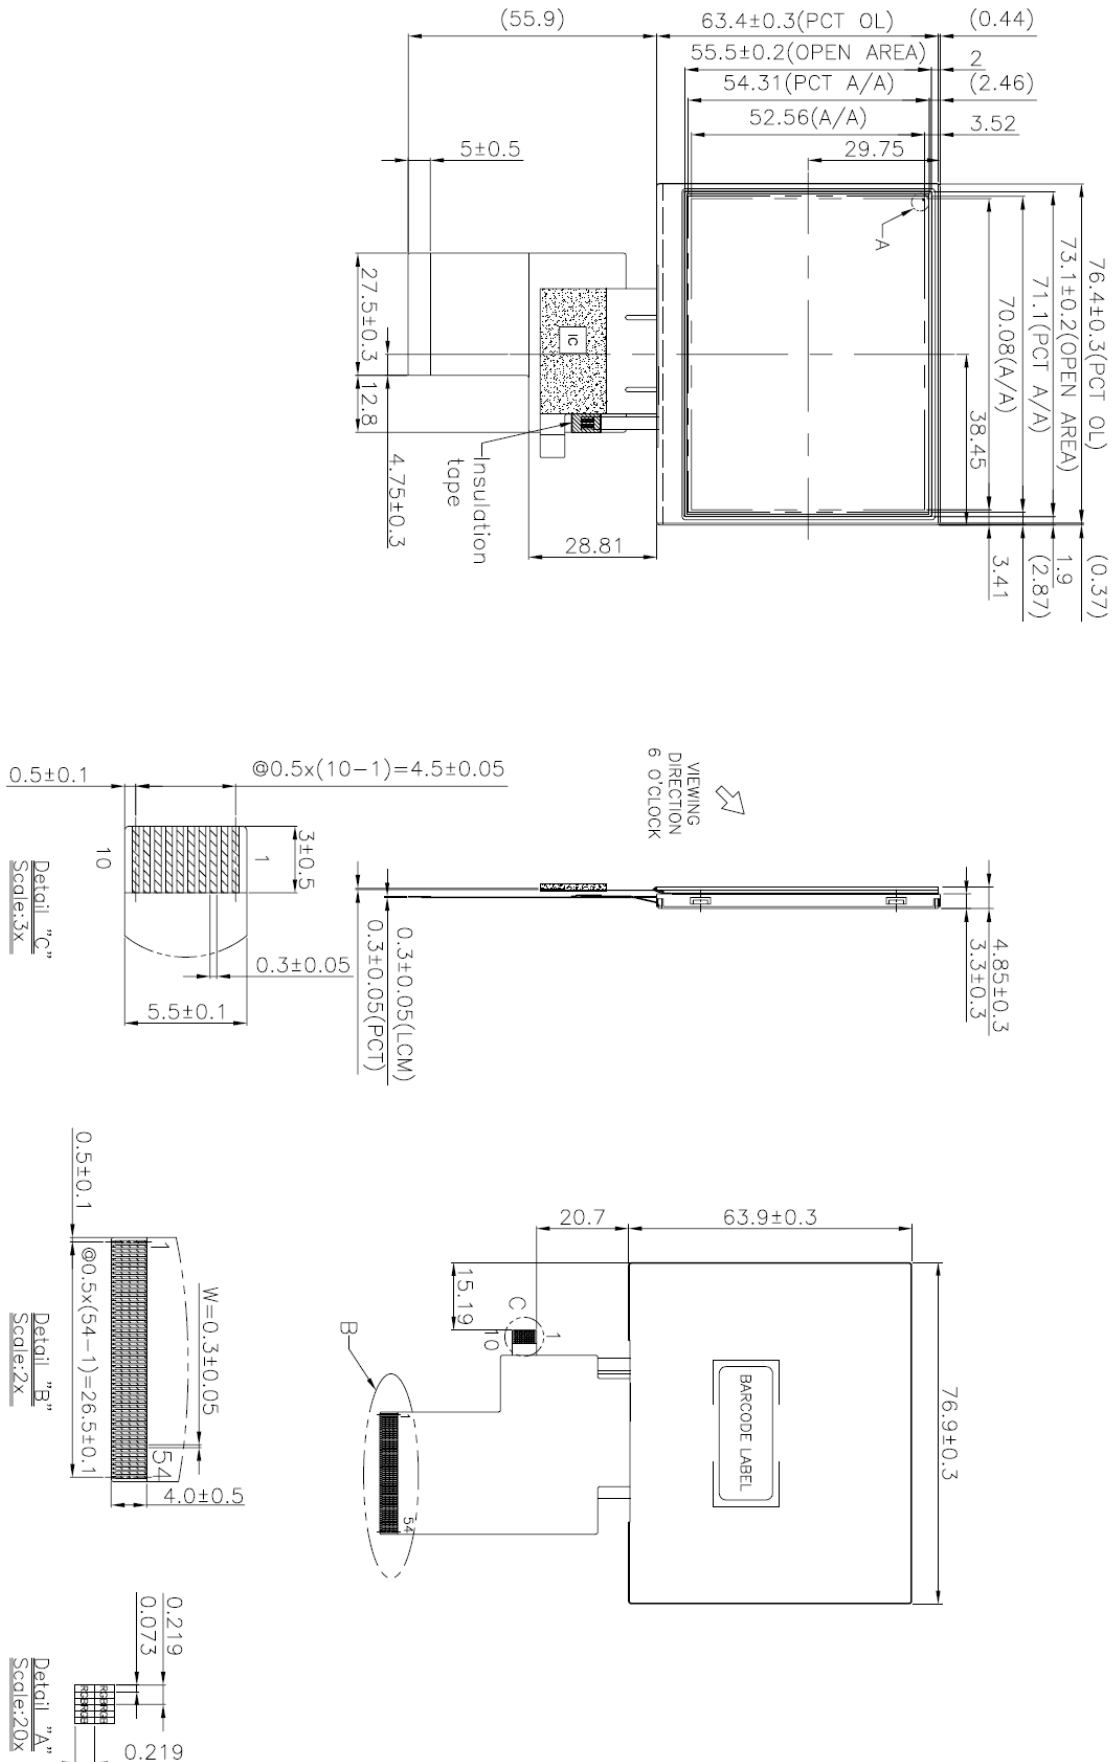 (55.9)
63.4±0.3(PCT OL)
(0.44)
55.5±0.2(OPEN AREA)
2
54.31(PCT A/A)
(2.46)
52.56(A/A)
3.52
5±0.5
29.75
A
76.4±0.3(PCT OL)
73.1±0.2(OPEN AREA)
71.1(PCT A/A)
70.08(A/A)
38.45
(0.37)
1.9
(2.87)
3.41
IC
27.5±0.3
12.8
4.75±0.3
Insulation
tape
28.81
VIEWING
DIRECTION
6 O'CLOCK
@0.5x(10-1)=4.5±0.05
0.5±0.1
3±0.5
1
10
0.3±0.05
5.5±0.1
Detail "C"
Scale:3x
0.3±0.05(LCM)
0.3±0.05(PCT)
4.85±0.3
3.3±0.3
20.7
63.9±0.3
15.19
C
1
10
B
1
54
BARCODE LABEL
76.9±0.3
0.5±0.1
1
@0.5x(54-1)=26.5±0.1
W=0.3±0.05
54
4.0±0.5
Detail "B"
Scale:2x
0.219
0.073
RGBRGB
RGBRGB
0.219
Detail "A"
Scale:20x